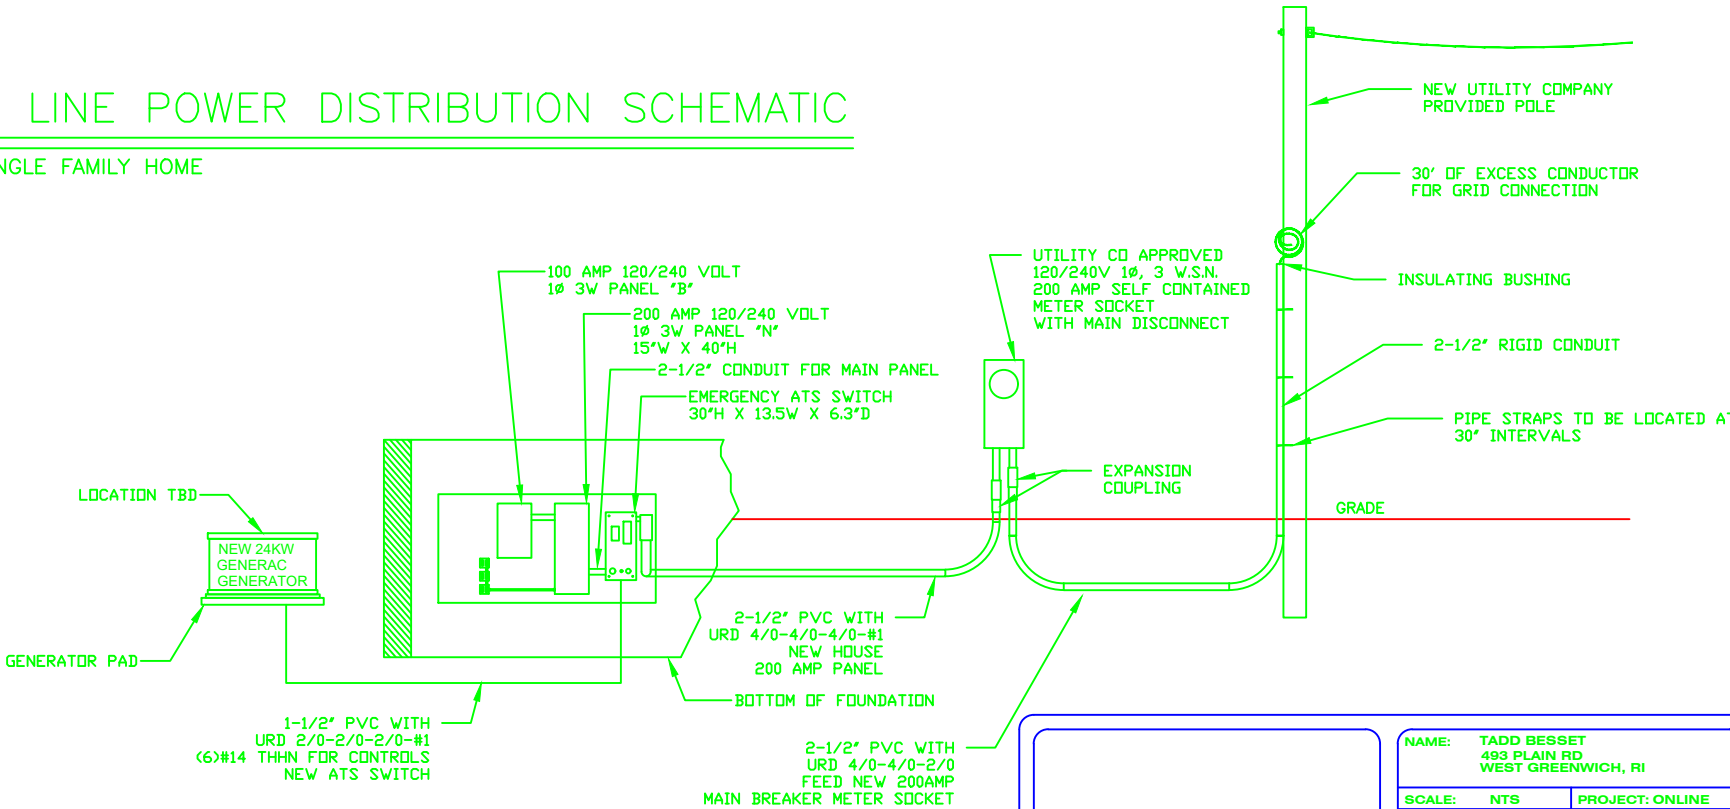 LINE POWER DISTRIBUTION SCHEMATIC
NGLE FAMILY HOME
NEW UTILITY COMPANY
PROVIDED POLE
30' OF EXCESS CONDUCTOR
FOR GRID CONNECTION
UTILITY CO APPROVED
120/240V 1ø, 3 W.S.N.
200 AMP SELF CONTAINED
METER SOCKET
WITH MAIN DISCONNECT
INSULATING BUSHING
100 AMP 120/240 VOLT
1ø 3W PANEL "B"
200 AMP 120/240 VOLT
1ø 3W PANEL "N"
15"W X 40"H
2-1/2" CONDUIT FOR MAIN PANEL
EMERGENCY ATS SWITCH
30"H X 13.5W X 6.3"D
2-1/2" RIGID CONDUIT
PIPE STRAPS TO BE LOCATED AT
30" INTERVALS
EXPANSION
COUPLING
GRADE
LOCATION TBD
NEW 24KW
GENERAC
GENERATOR
GENERATOR PAD
2-1/2" PVC WITH
URD 4/0-4/0-4/0-#1
NEW HOUSE
200 AMP PANEL
BOTTOM OF FOUNDATION
1-1/2" PVC WITH
URD 2/0-2/0-2/0-#1
(6)#14 THHN FOR CONTROLS
NEW ATS SWITCH
2-1/2" PVC WITH
URD 4/0-4/0-2/0
FEED NEW 200AMP
MAIN BREAKER METER SOCKET
NAME: TADD BESSET
493 PLAIN RD
WEST GREENWICH, RI
SCALE: NTS
PROJECT: ONLINE